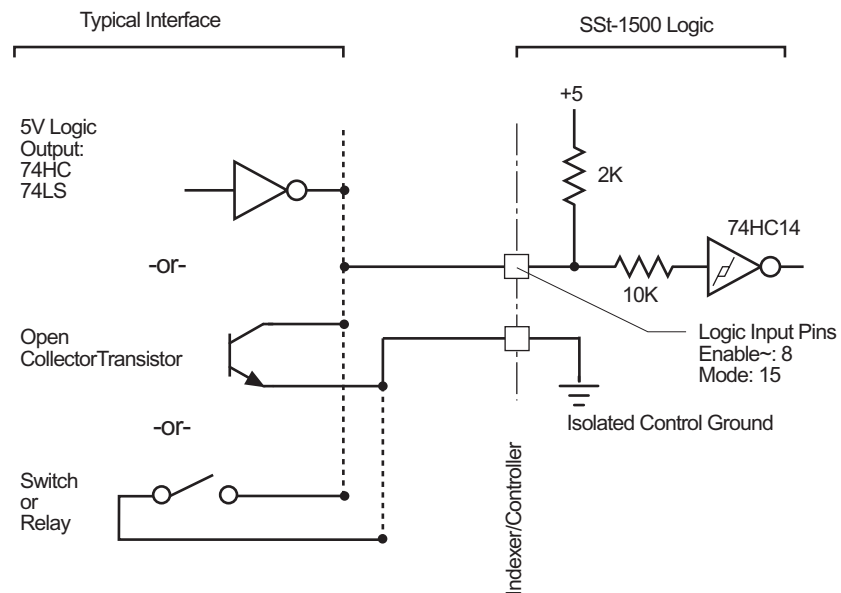 Typical Interface
SSt-1500 Logic
5V Logic
Output:
74HC
74LS
+5
2K
74HC14
-or-
10K
Open
CollectorTransistor
Logic Input Pins
Enable~: 8
Mode: 15
Isolated Control Ground
-or-
Switch
or
Relay
Indexer/Controller